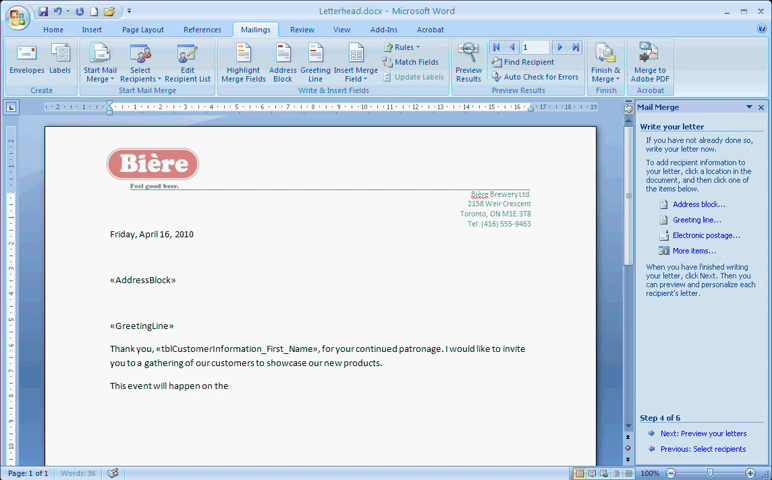 Letterhead.docx - Microsoft Word
Home Insert Page Layout References Mailings Review View Add-Ins Acrobat
Envelopes Labels
Create
Start Mail Merge Select Recipients Edit Recipient List
Start Mail Merge
Highlight Merge Fields Address Block Greeting Line Insert Merge Field
Rules
Match Fields
Update Labels
Write & Insert Fields
Preview Results
1
Find Recipient
Auto Check for Errors
Preview Results
Finish & Merge
Finish
Merge to Adobe PDF
Acrobat
Bière
Feel good beer.
Bière Brewery Ltd.
2158 Weir Crescent
Toronto, ON M1E 3T8
Tel: (416) 555-9463
Friday, April 16, 2010
«AddressBlock»
«GreetingLine»
Thank you, «tblCustomerInformation_First_Name», for your continued patronage. I would like to invite
you to a gathering of our customers to showcase our new products.
This event will happen on the
Mail Merge
Write your letter
If you have not already done so,
write your letter now.
To add recipient information to
your letter, click a location in the
document, and then click one of
the items below.
Address block...
Greeting line...
Electronic postage...
More items...
When you have finished writing
your letter, click Next. Then you
can preview and personalize each
recipient's letter.
Step 4 of 6
Next: Preview your letters
Previous: Select recipients
Page: 1 of 1 Words: 36 100%